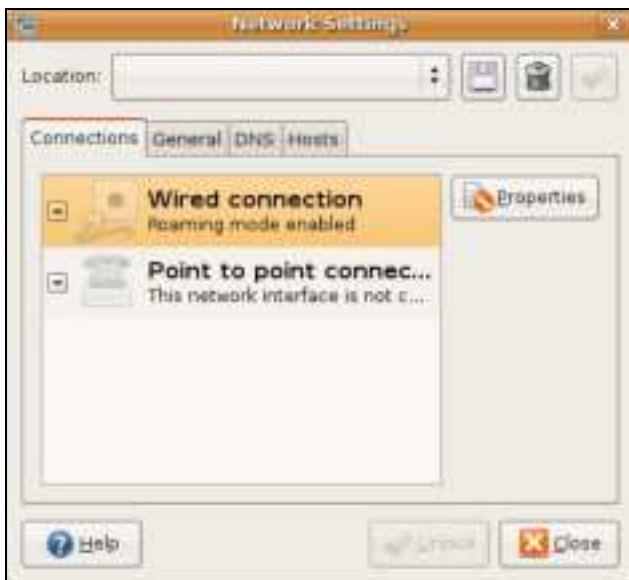 Network Settings
Location:
Connections General DNS Hosts
Wired connection
Roaming mode enabled
Properties
Point to point connec...
This network interface is not c...
Help
Unlock
Close